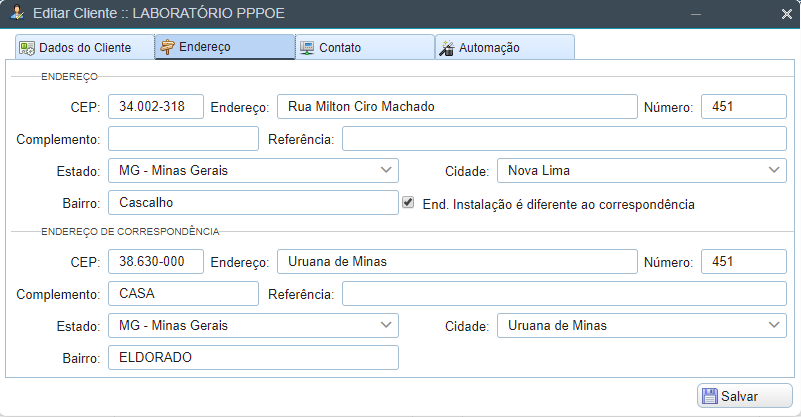 Editar Cliente :: LABORATÓRIO PPPOE
Dados do Cliente Endereço Contato Automação
ENDEREÇO
CEP: 34.002-318 Endereço: Rua Milton Ciro Machado Número: 451
Complemento: Referência:
Estado: MG - Minas Gerais Cidade: Nova Lima
Bairro: Cascalho End. Instalação é diferente ao correspondência
ENDEREÇO DE CORRESPONDÊNCIA
CEP: 38.630-000 Endereço: Uruana de Minas Número: 451
Complemento: CASA Referência:
Estado: MG - Minas Gerais Cidade: Uruana de Minas
Bairro: ELDORADO
Salvar